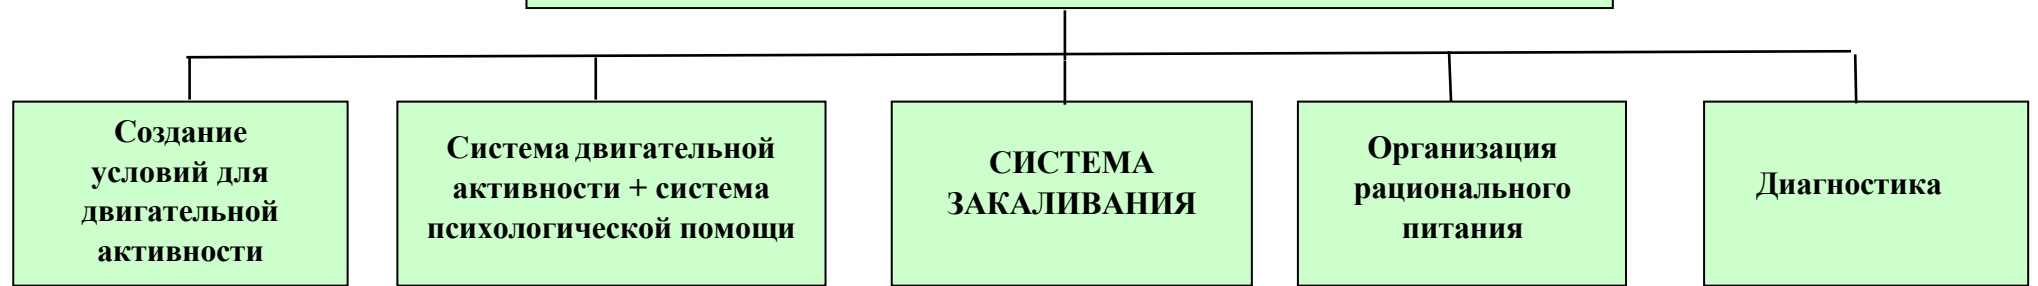 Создание
условий для
двигательной
активности
Система двигательной
активности + система
психологической помощи
СИСТЕМА
ЗАКАЛИВАНИЯ
Организация
рационального
питания
Диагностика